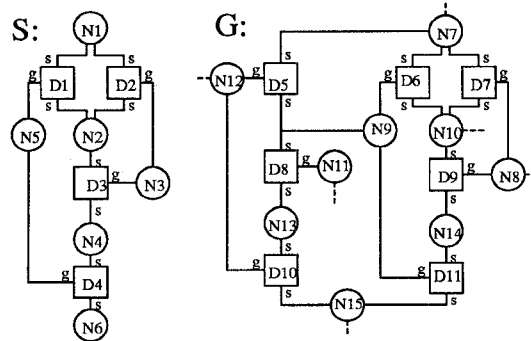 S: N1 G: N7
s s s s s
g D1 D2 g N12 g D5 g D6 D7 g
s s s s s
N5 N2 N9 N10
s s s
D3 g N3 D8 g N11 D9 g N8
s s s
N4 N13 N14
s s s
g D4 g D10 g D11
s s s
N6 N15